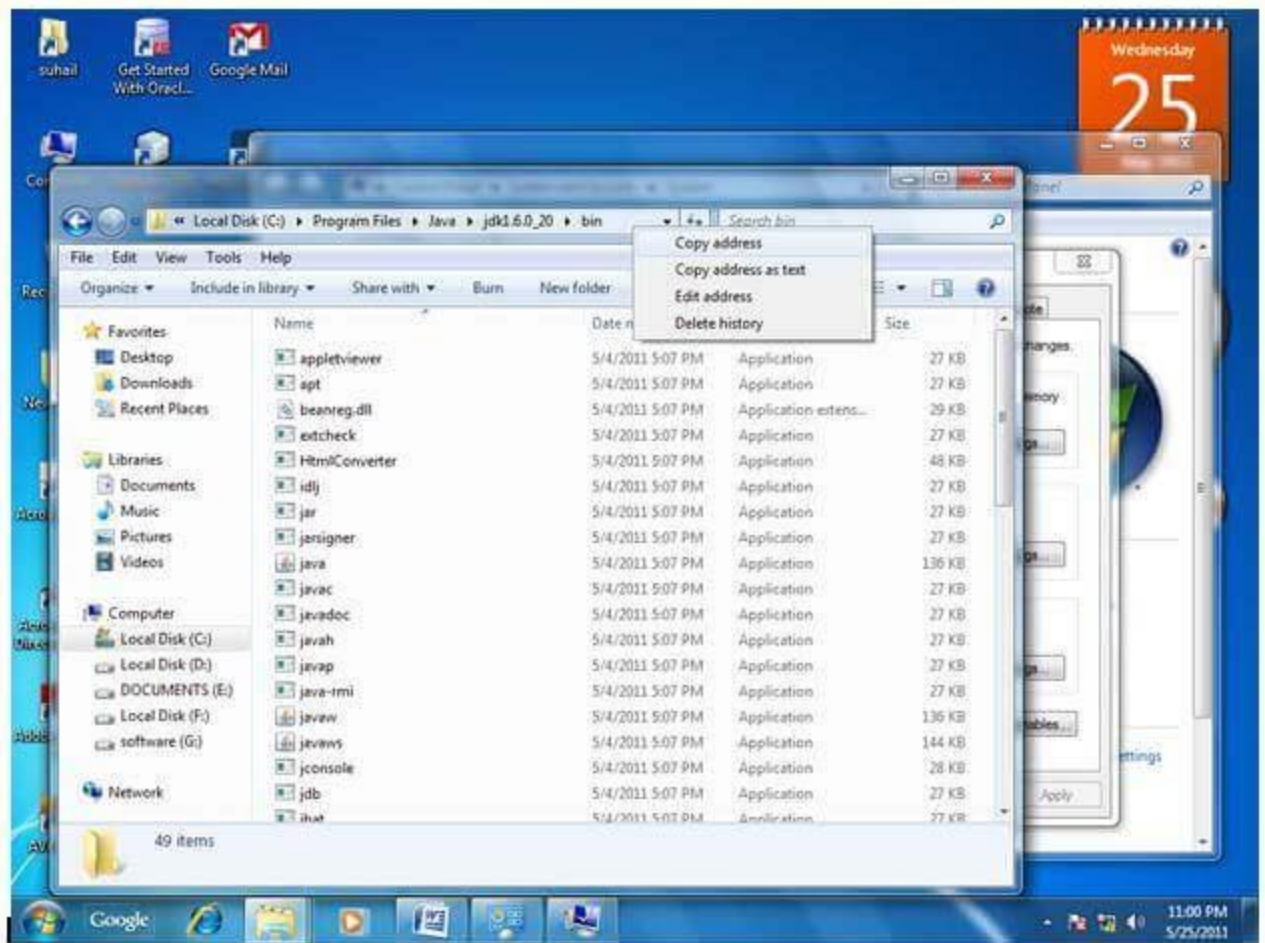 suhail
Get Started
With Oracl...
Google Mail
Wednesday
25
Local Disk (C:) ▸ Program Files ▸ Java ▸ jdk1.6.0_20 ▸ bin
Search bin
Copy address
Copy address as text
Edit address
Delete history
File Edit View Tools Help
Organize Include in library Share with Burn New folder
Name Size
Favorites
Desktop
Downloads
Recent Places
Libraries
Documents
Music
Pictures
Videos
Computer
Local Disk (C:)
Local Disk (D:)
DOCUMENTS (E:)
Local Disk (F:)
software (G:)
Network
appletviewer 5/4/2011 5:07 PM Application 27 KB
apt 5/4/2011 5:07 PM Application 27 KB
beanreg.dll 5/4/2011 5:07 PM Application extens... 29 KB
extcheck 5/4/2011 5:07 PM Application 27 KB
HtmlConverter 5/4/2011 5:07 PM Application 48 KB
idlj 5/4/2011 5:07 PM Application 27 KB
jar 5/4/2011 5:07 PM Application 27 KB
jarsigner 5/4/2011 5:07 PM Application 27 KB
java 5/4/2011 5:07 PM Application 136 KB
javac 5/4/2011 5:07 PM Application 27 KB
javadoc 5/4/2011 5:07 PM Application 27 KB
javah 5/4/2011 5:07 PM Application 27 KB
javap 5/4/2011 5:07 PM Application 27 KB
java-rmi 5/4/2011 5:07 PM Application 27 KB
javaw 5/4/2011 5:07 PM Application 136 KB
javaws 5/4/2011 5:07 PM Application 144 KB
jconsole 5/4/2011 5:07 PM Application 28 KB
jdb 5/4/2011 5:07 PM Application 27 KB
jhat 5/4/2011 5:07 PM Application 27 KB
49 items
Apply
Google
11:00 PM
5/25/2011